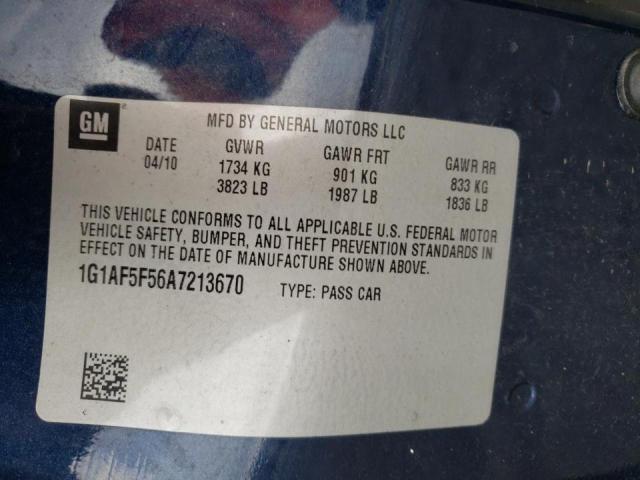 GM
MFD BY GENERAL MOTORS LLC
DATE GVWR GAWR FRT GAWR RR
04/10 1734 KG 901 KG 833 KG
3823 LB 1987 LB 1836 LB
THIS VEHICLE CONFORMS TO ALL APPLICABLE U.S. FEDERAL MOTOR
VEHICLE SAFETY, BUMPER, AND THEFT PREVENTION STANDARDS IN
EFFECT ON THE DATE OF MANUFACTURE SHOWN ABOVE.
1G1AF5F56A7213670 TYPE: PASS CAR